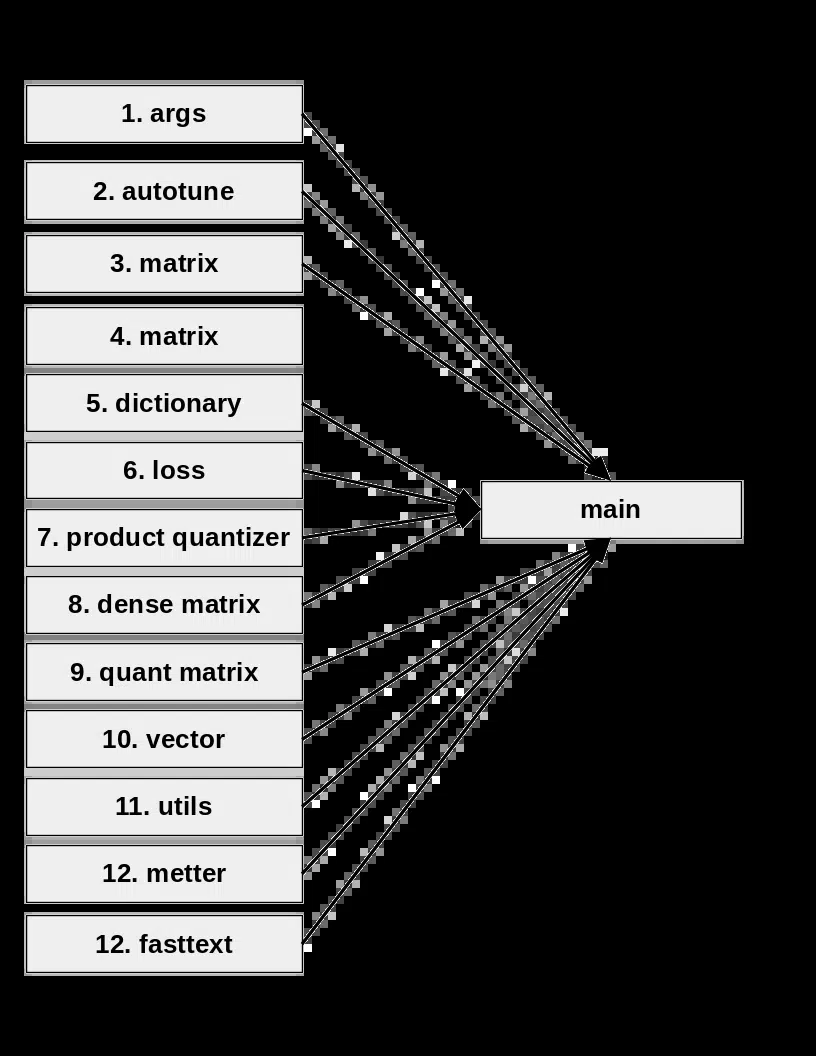 1. args
2. autotune
3. matrix
4. matrix
5. dictionary
6. loss
7. product quantizer
8. dense matrix
9. quant matrix
10. vector
11. utils
12. metter
12. fasttext
main